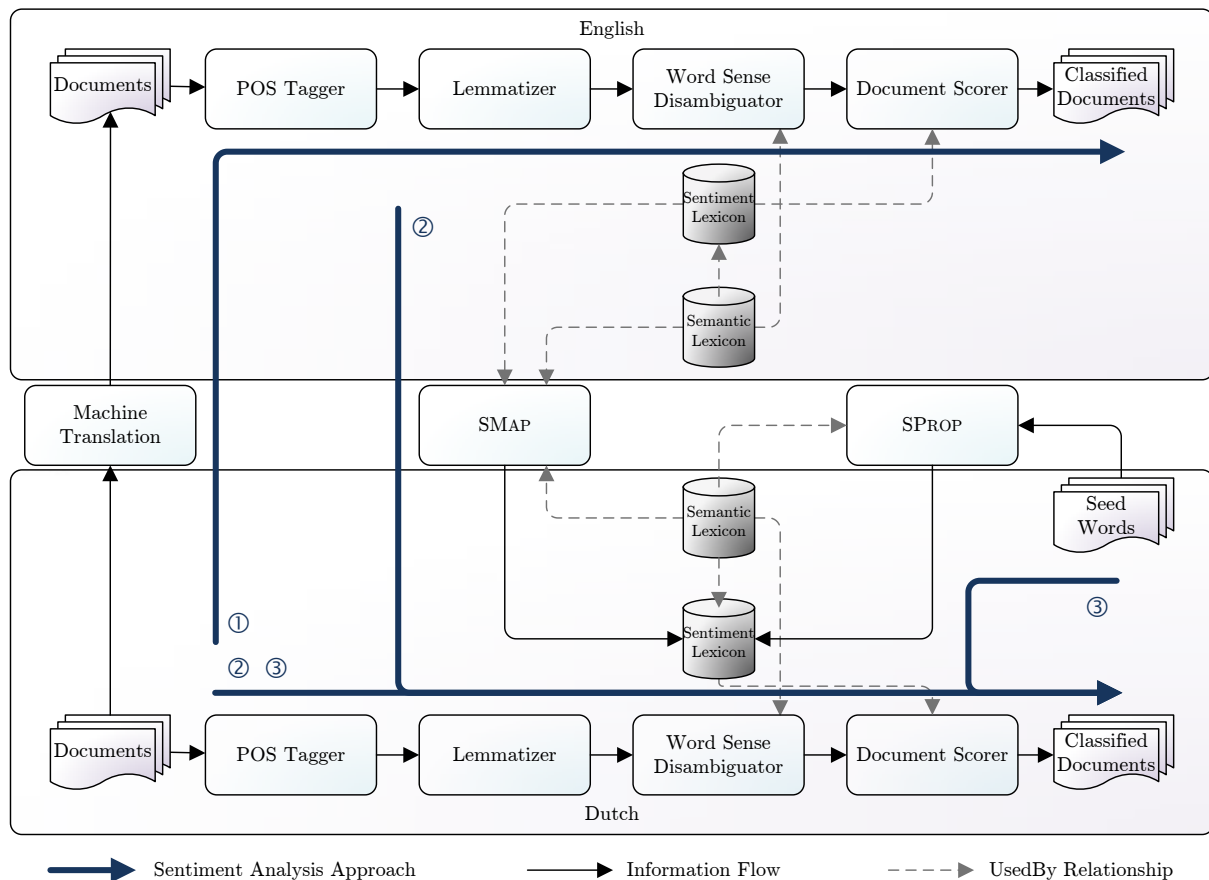 English
Documents
POS Tagger
Lemmatizer
Word Sense
Disambiguator
Document Scorer
Classified
Documents
②
Sentiment
Lexicon
Semantic
Lexicon
Machine
Translation
SMAP
SPROP
Semantic
Lexicon
Seed
Words
①
② ③
Sentiment
Lexicon
③
Documents
POS Tagger
Lemmatizer
Word Sense
Disambiguator
Document Scorer
Classified
Documents
Dutch
Sentiment Analysis Approach
Information Flow
UsedBy Relationship